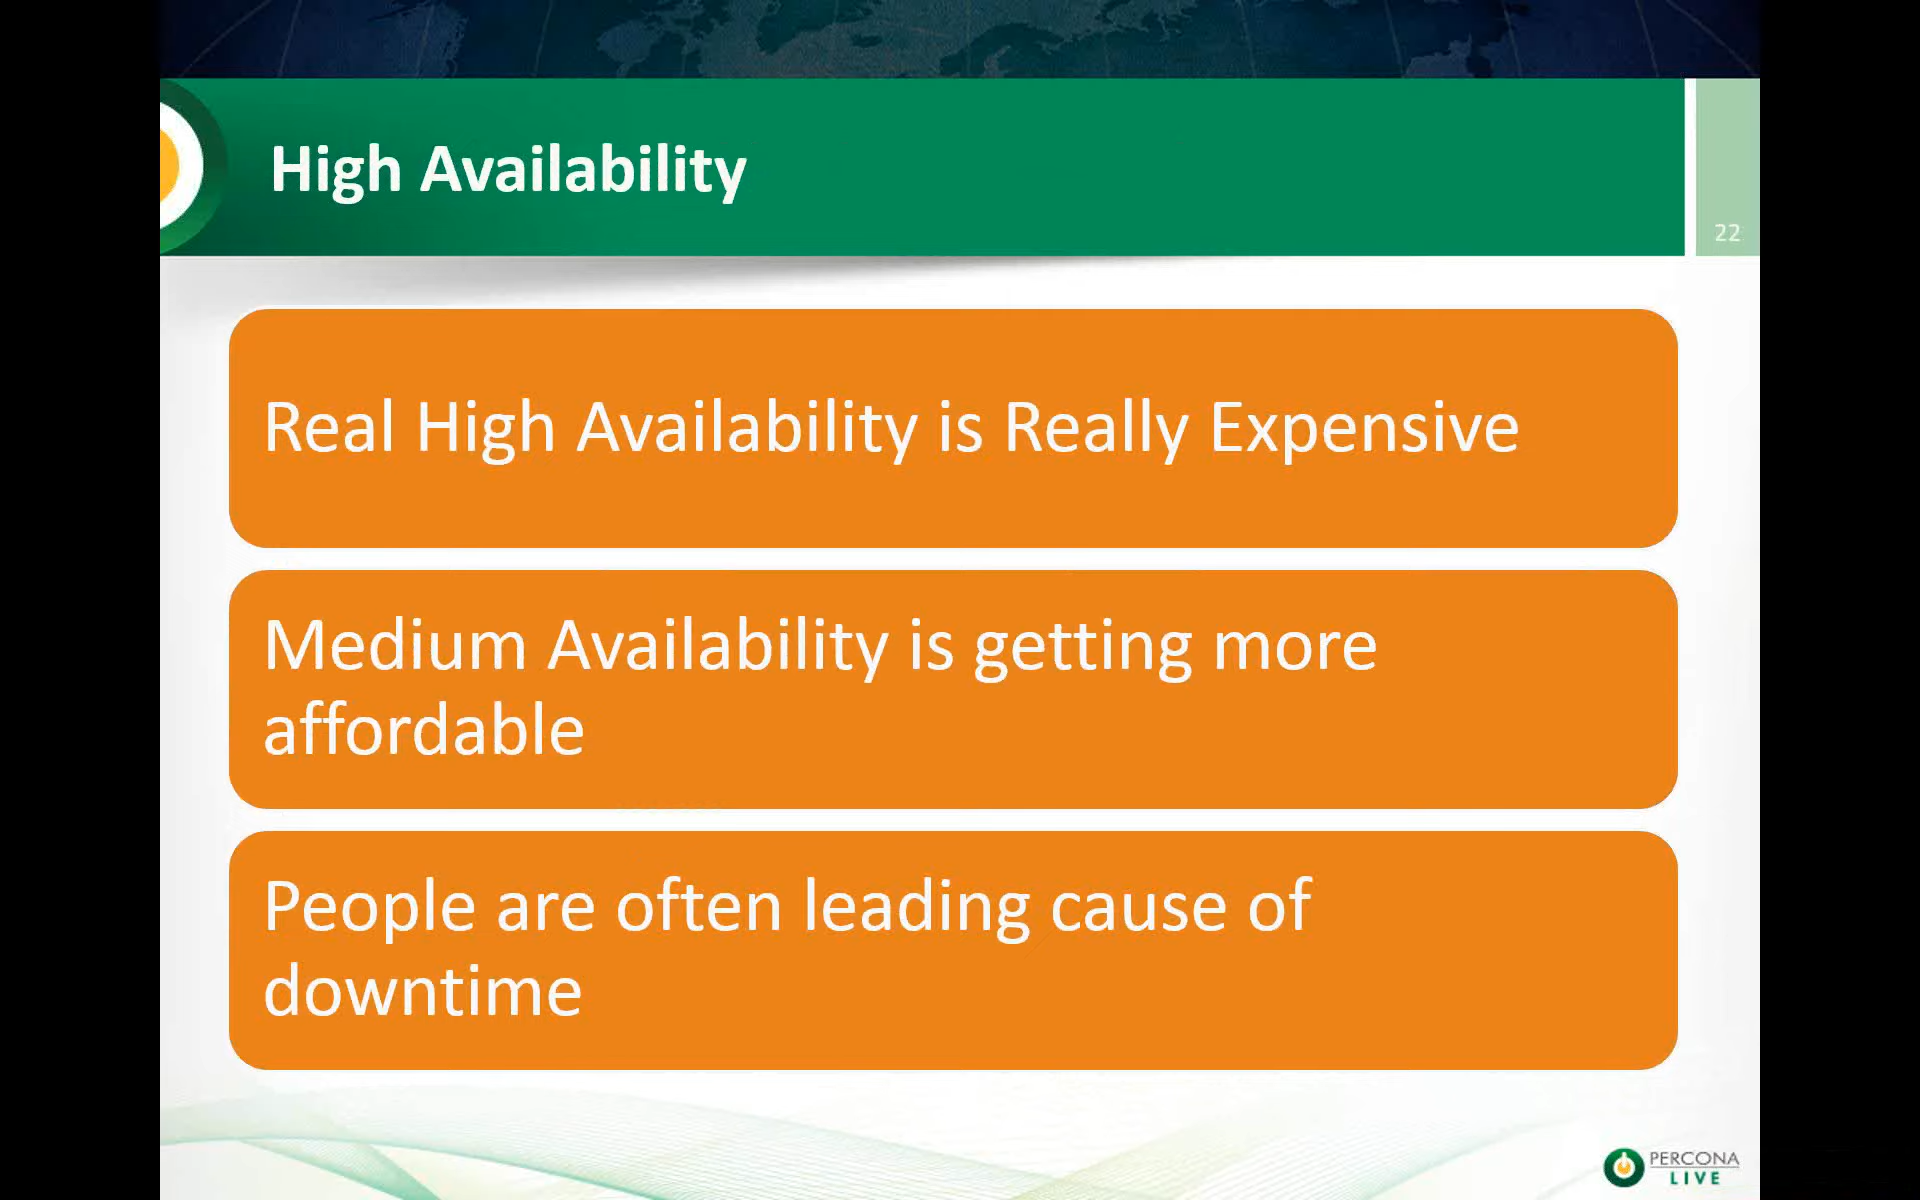 High Availability
22
Real High Availability is Really Expensive
Medium Availability is getting more
affordable
People are often leading cause of
downtime
PERCONA
LIVE